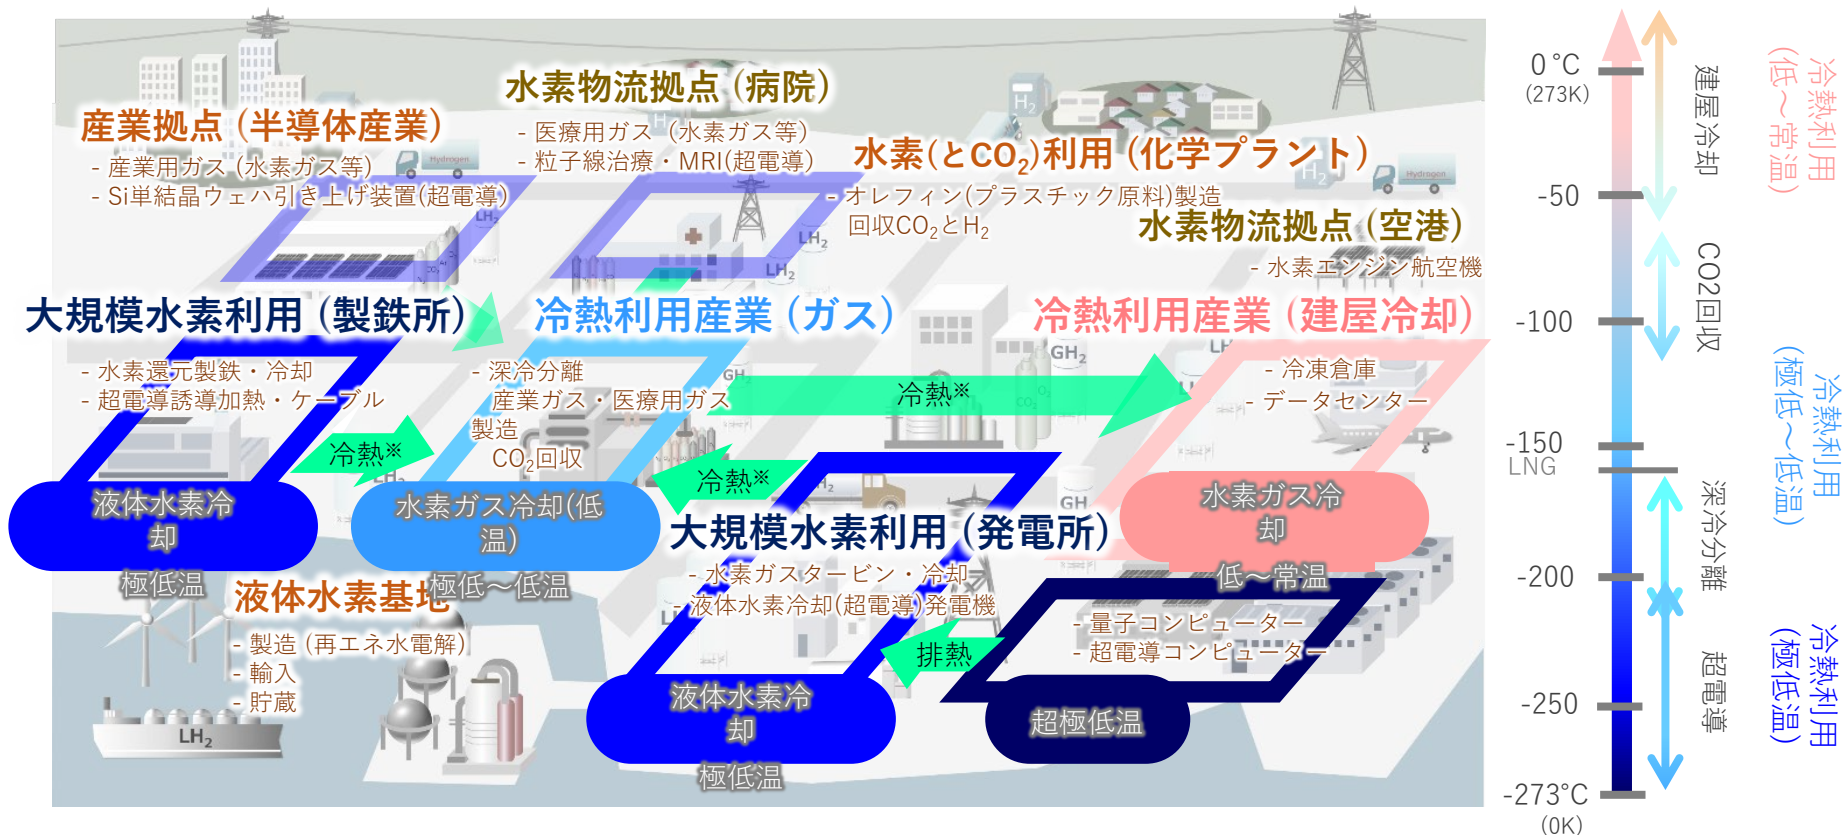 水素物流拠点 (病院)
- 医療用ガス (水素ガス等)
- 粒子線治療・MRI(超電導)
産業拠点 (半導体産業)
- 産業用ガス (水素ガス等)
- Si単結晶ウェハ引き上げ装置(超電導)
水素(とCO₂)利用 (化学プラント)
- オレフィン(プラスチック原料)製造
回収CO₂とH₂
水素物流拠点 (空港)
- 水素エンジン航空機
Hydrogen
Hydrogen
H₂
H₂
LH₂
LH₂
LH₂
大規模水素利用 (製鉄所)
- 水素還元製鉄・冷却
- 超電導誘導加熱・ケーブル
液体水素冷
却
極低温
冷熱利用産業 (ガス)
- 深冷分離
産業ガス・医療用ガス
製造
CO₂回収
水素ガス冷却(低
温)
極低〜低温
冷熱利用産業 (建屋冷却)
- 冷凍倉庫
- データセンター
水素ガス冷
却
低〜常温
冷熱※
冷熱※
冷熱※
GH₂
GH₂
大規模水素利用 (発電所)
- 水素ガスタービン・冷却
- 液体水素冷却(超電導)発電機
液体水素冷
却
極低温
排熱
- 量子コンピューター
- 超電導コンピューター
超極低温
液体水素基地
- 製造 (再エネ水電解)
- 輸入
- 貯蔵
LH₂
0 °C
(273K)
-50
-100
-150
LNG
-200
-250
-273°C
(0K)
建屋冷却
CO2回収
深冷分離
超電導
冷熱利用
(低〜常温)
冷熱利用
(極低〜低温)
冷熱利用
(極低温)